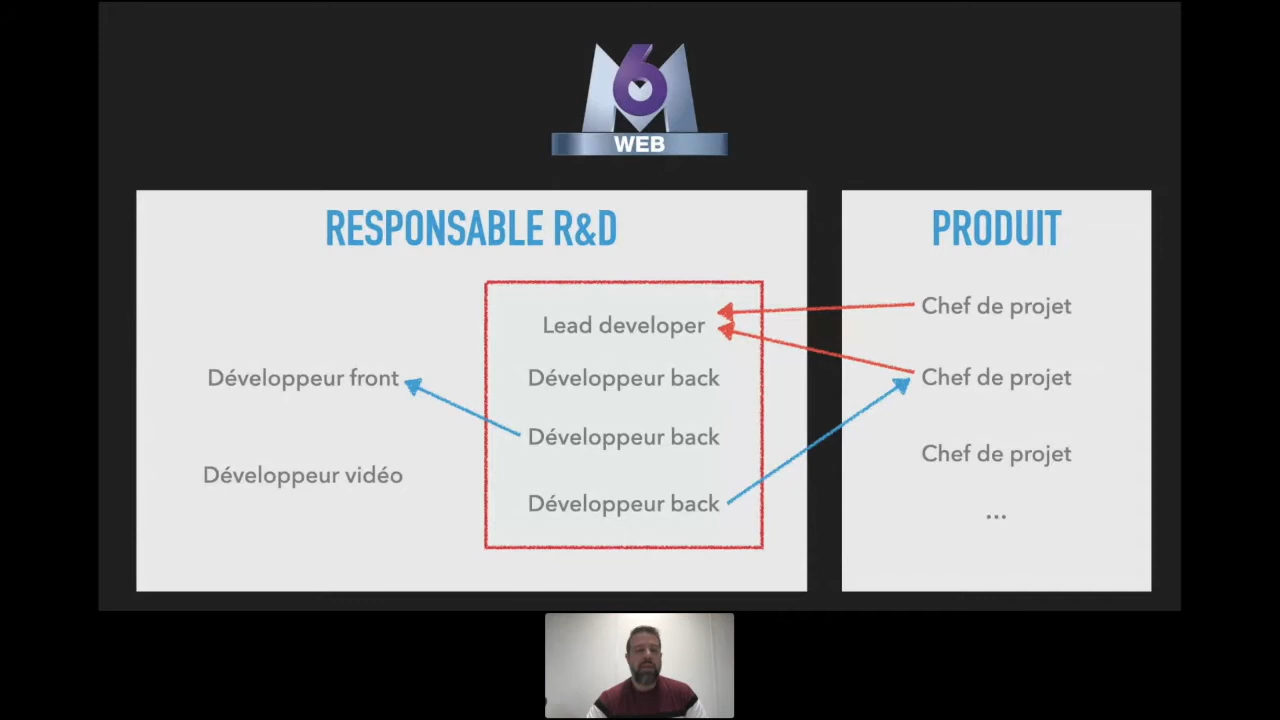 M6
WEB
RESPONSABLE R&D
Développeur front
Développeur vidéo
Lead developer
Développeur back
Développeur back
Développeur back
PRODUIT
Chef de projet
Chef de projet
Chef de projet
...